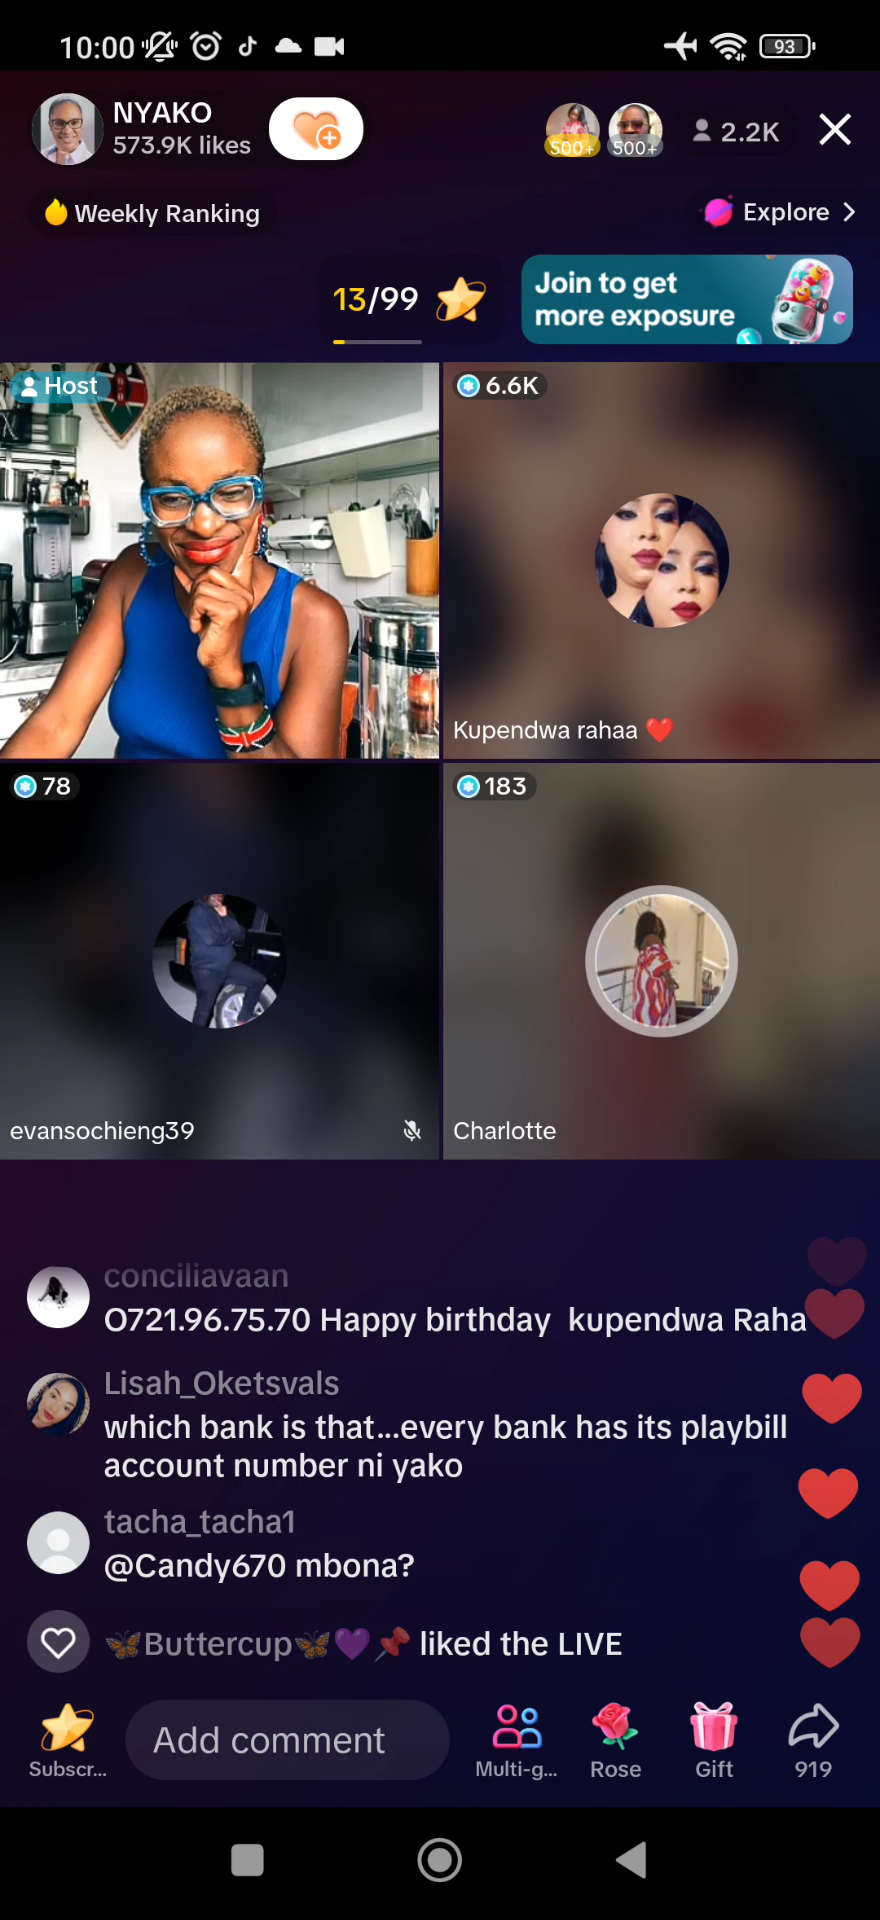 10:00
93
NYAKO
573.9K likes
500+
500+
2.2K
Weekly Ranking
Explore
13/99
Join to get
more exposure
Host
6.6K
Kupendwa rahaa ❤️
78
183
evansochieng39
Charlotte
conciliavaan
0721.96.75.70 Happy birthday  kupendwa Raha
Lisah_Oketsvals
which bank is that...every bank has its playbill
account number ni yako
tacha_tacha1
@Candy670 mbona?
🦋Buttercup🦋💜📌 liked the LIVE
Add comment
Subscr...
Multi-g...
Rose
Gift
919